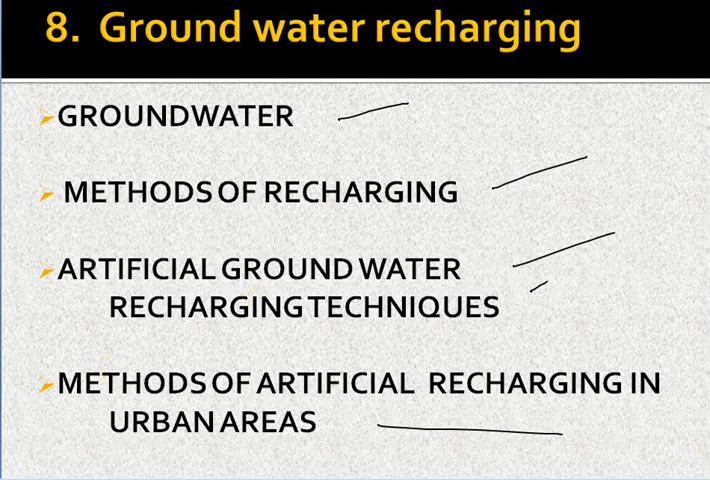 8. Ground water recharging
GROUNDWATER
METHODS OF RECHARGING
ARTIFICIAL GROUND WATER
RECHARGING TECHNIQUES
METHODS OF ARTIFICIAL RECHARGING IN
URBAN AREAS